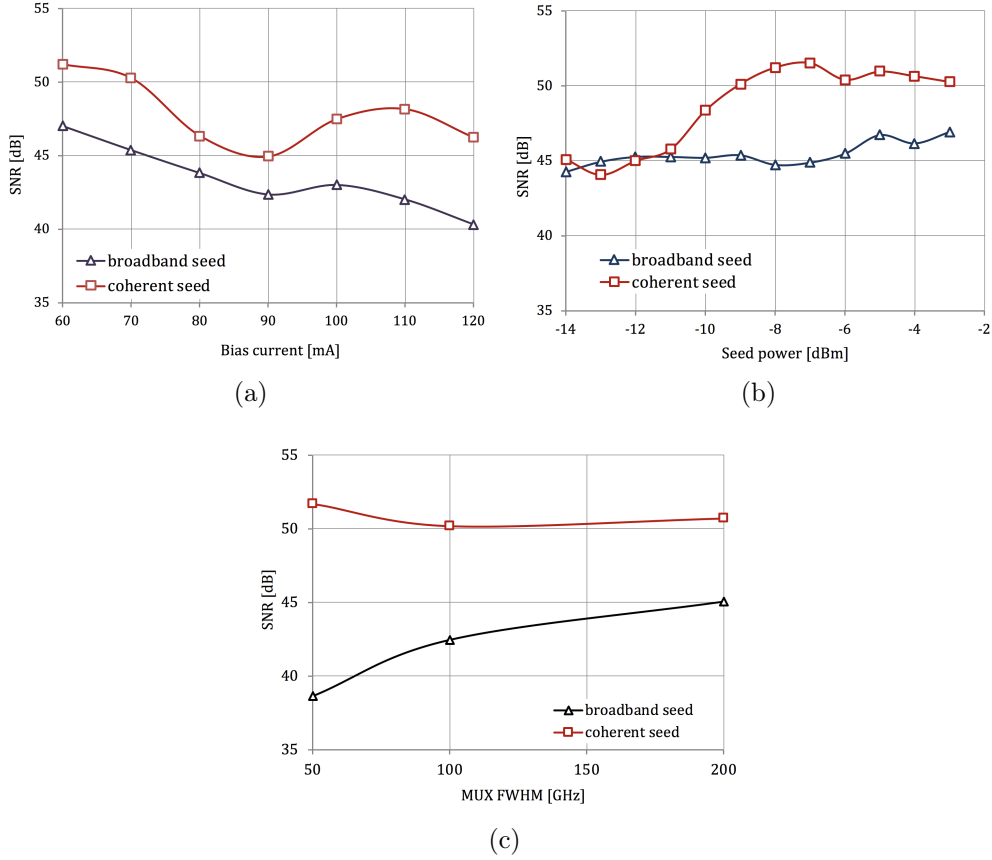 55
50
45
40
35
SNR [dB]
broadband seed
coherent seed
60 70 80 90 100 110 120
Bias current [mA]
(a)
55
50
45
40
35
SNR [dB]
broadband seed
coherent seed
-14 -12 -10 -8 -6 -4 -2
Seed power [dBm]
(b)
55
50
45
40
35
SNR [dB]
broadband seed
coherent seed
50 100 150 200
MUX FWHM [GHz]
(c)